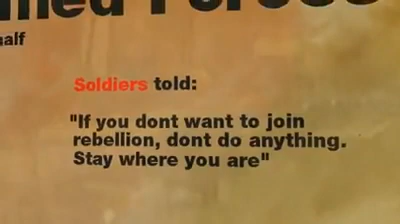 half
Soldiers told:
"If you dont want to join
rebellion, dont do anything.
Stay where you are"